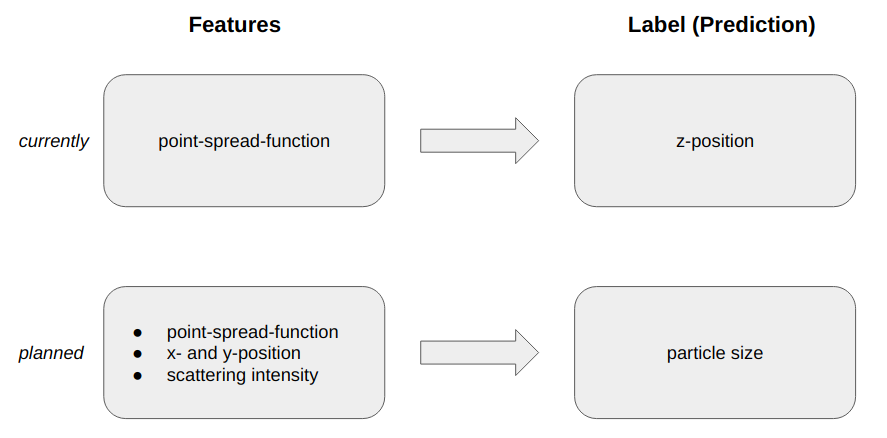 Features
Label (Prediction)
currently
point-spread-function
z-position
planned
● point-spread-function
● x- and y-position
● scattering intensity
particle size